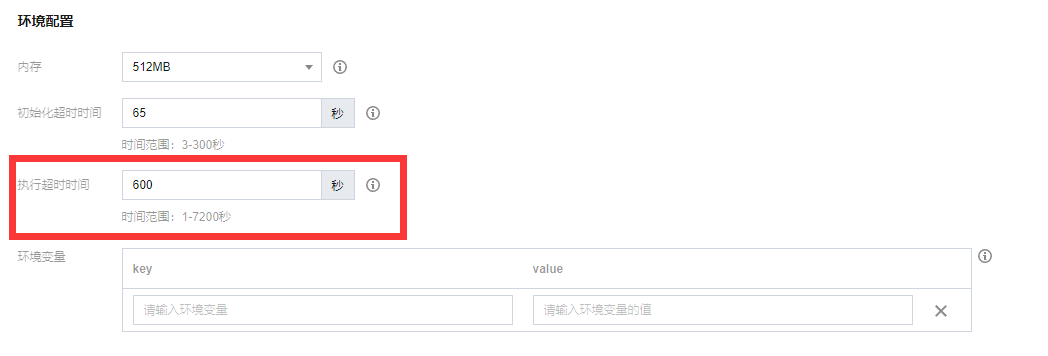 环境配置
内存 512MB
初始化超时时间 65 秒
时间范围：3-300秒
执行超时时间 600 秒
时间范围：1-7200秒
环境变量
key value
请输入环境变量 请输入环境变量的值